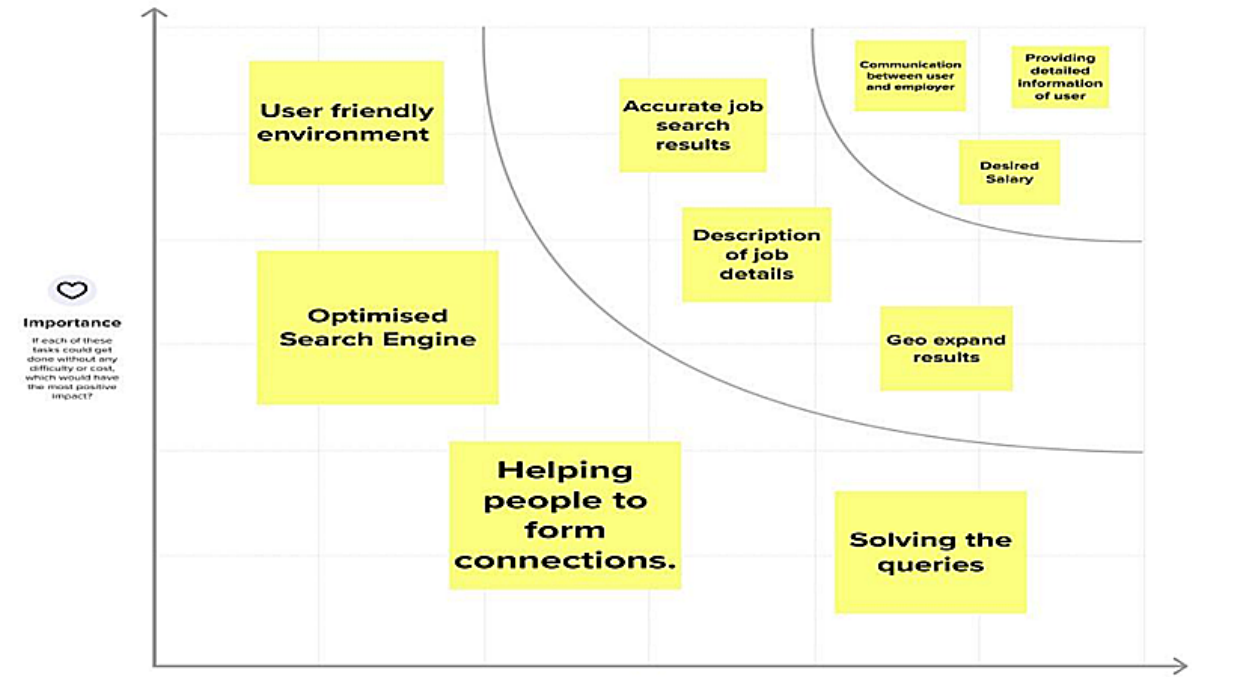 User friendly
environment
Accurate job
search
results
Communication
between user
and employer
Providing
detailed
information
of user
Desired
Salary
Description
of job
details
Optimised
Search Engine
Geo expand
results
Importance
If each of these
tasks could get
done without any
difficulty or cost,
which would have
the most positive
impact?
Helping
people to
form
connections.
Solving the
queries